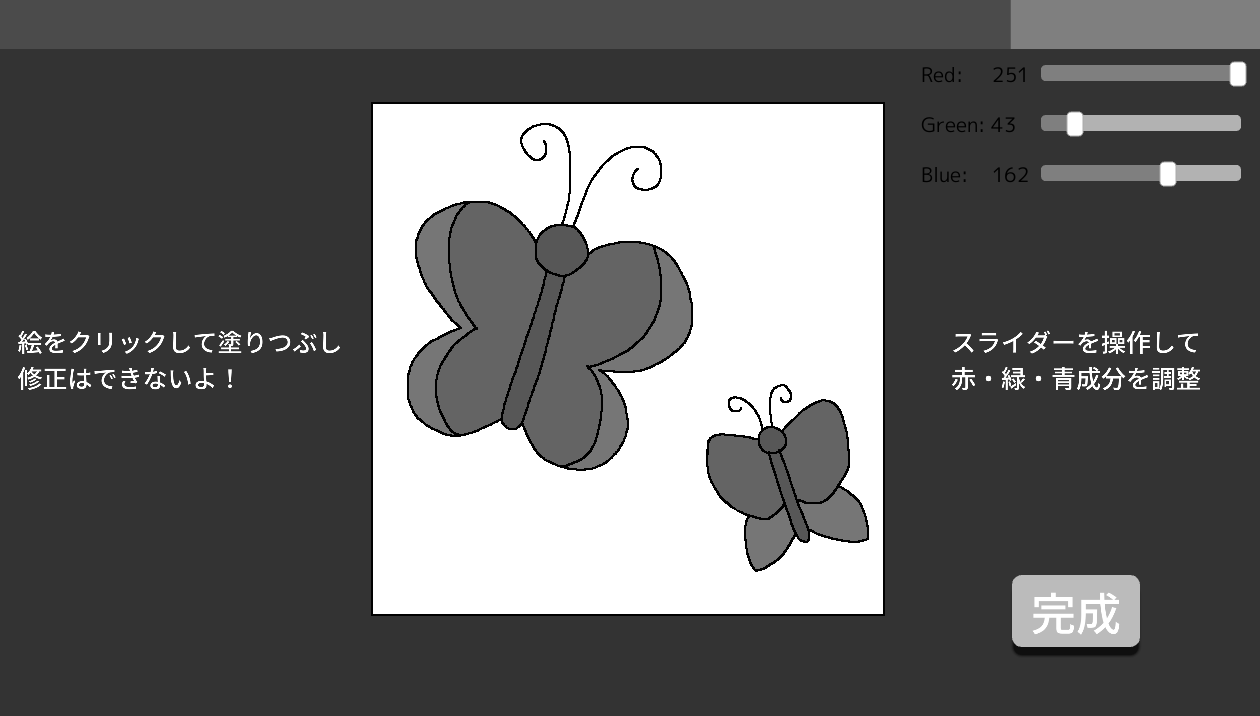 Red: 251
Green: 43
Blue: 162
絵をクリックして塗りつぶし
修正はできないよ！
スライダーを操作して
赤・緑・青成分を調整
完成